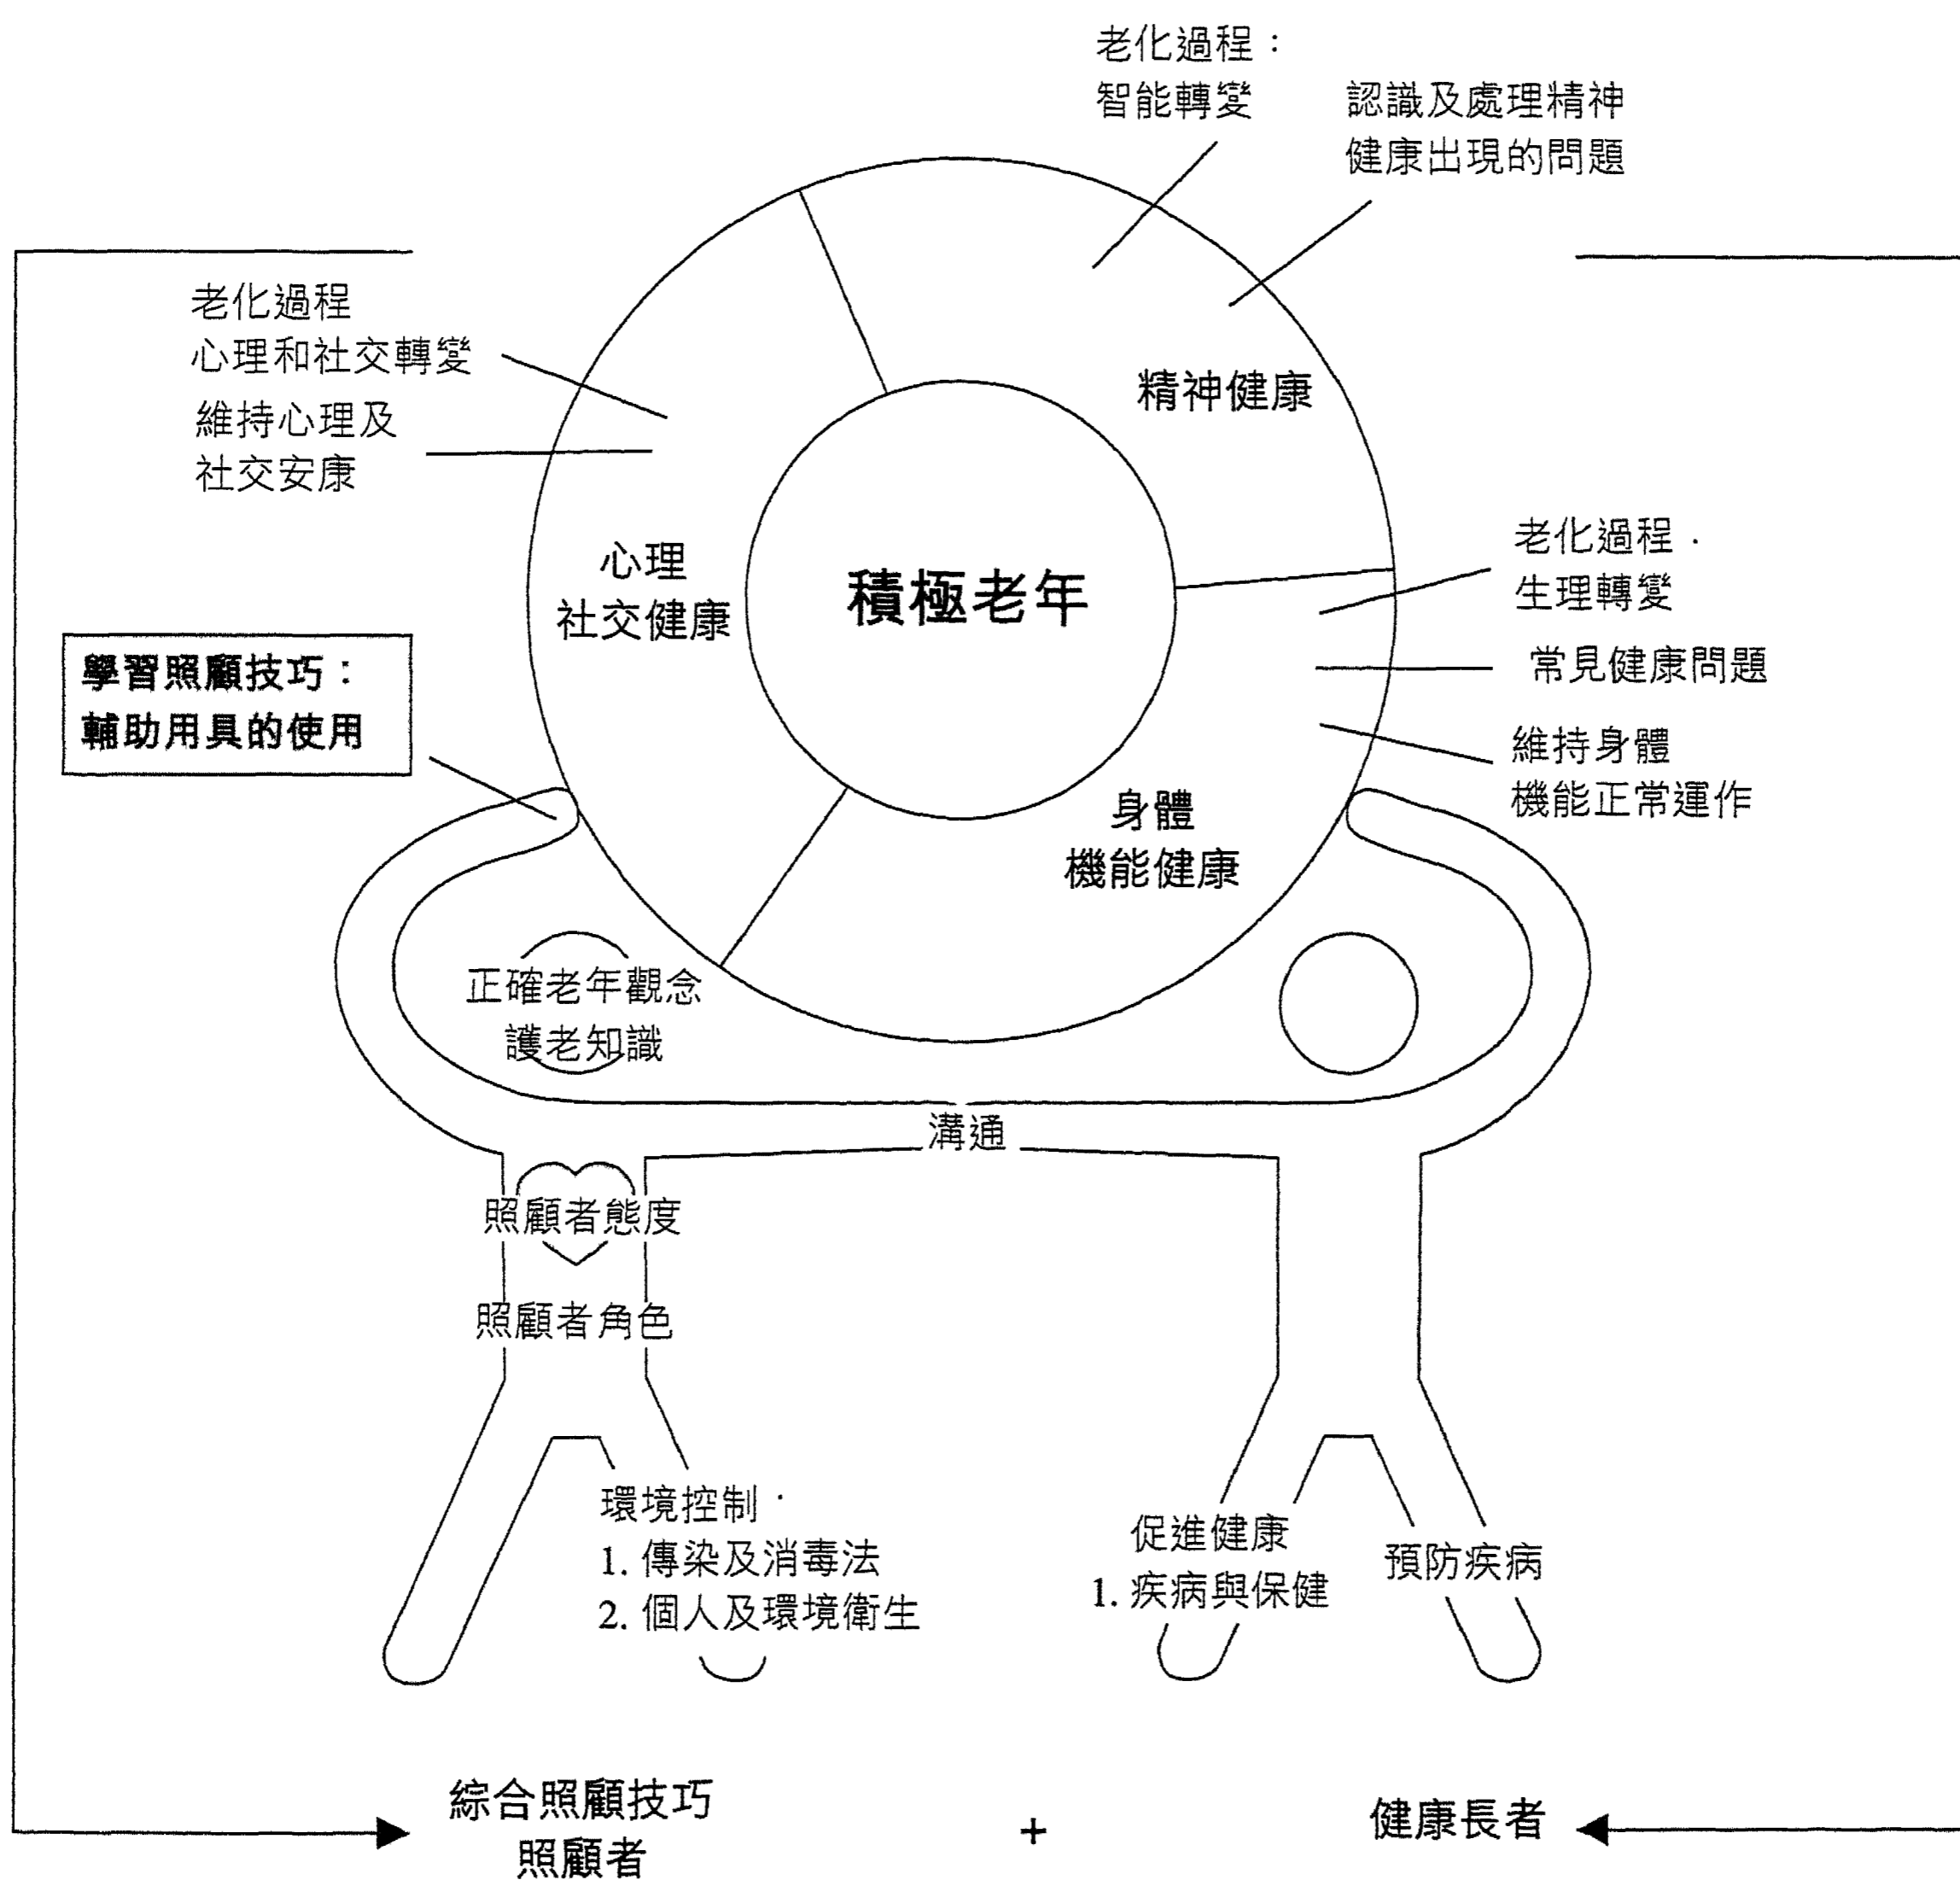 老化過程：
智能轉變
認識及處理精神
健康出現的問題
老化過程
心理和社交轉變
維持心理及
社交安康
精神健康
心理
社交健康
積極老年
老化過程．
生理轉變
常見健康問題
維持身體
機能正常運作
學習照顧技巧：
輔助用具的使用
身體
機能健康
正確老年觀念
護老知識
溝通
照顧者態度
照顧者角色
環境控制．
1. 傳染及消毒法
2. 個人及環境衛生
促進健康
1. 疾病與保健
預防疾病
綜合照顧技巧
照顧者
+
健康長者